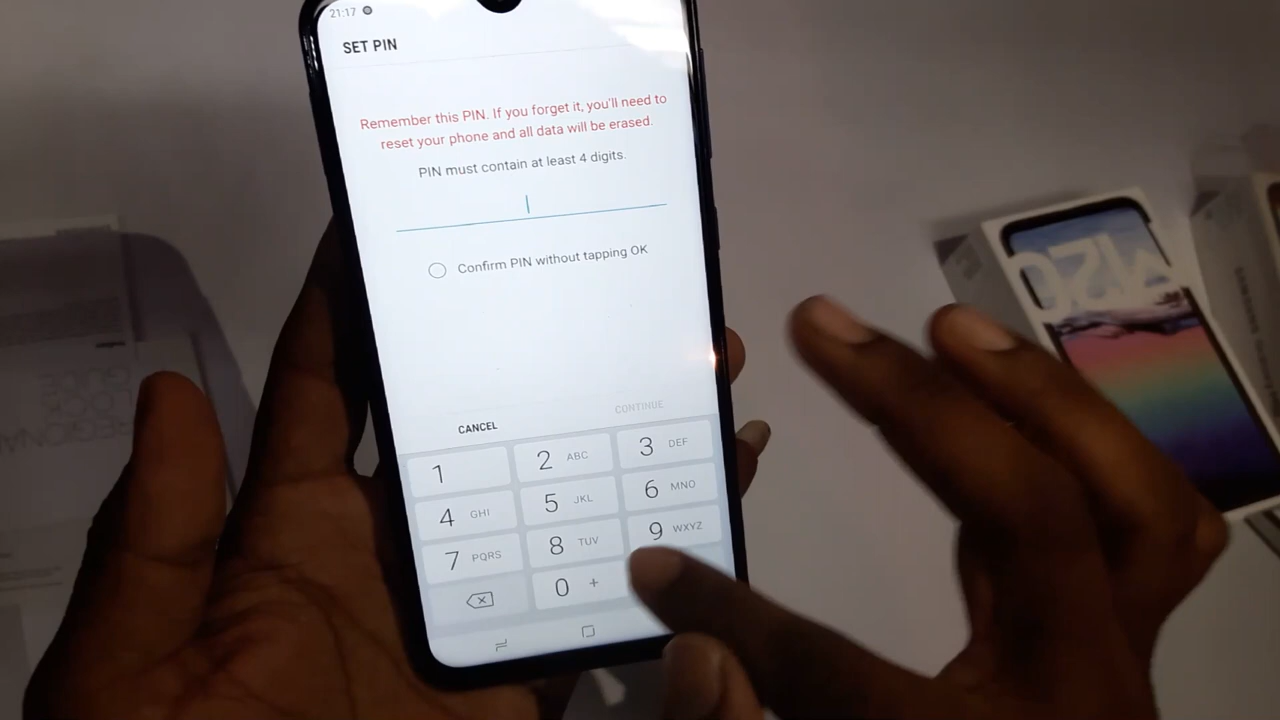 21:17
SET PIN
Remember this PIN. If you forget it, you'll need to
reset your phone and all data will be erased.
PIN must contain at least 4 digits.
Confirm PIN without tapping OK
CANCEL CONTINUE
1 2 ABC 3 DEF
4 GHI 5 JKL 6 MNO
7 PQRS 8 TUV 9 WXYZ
0 +
M20